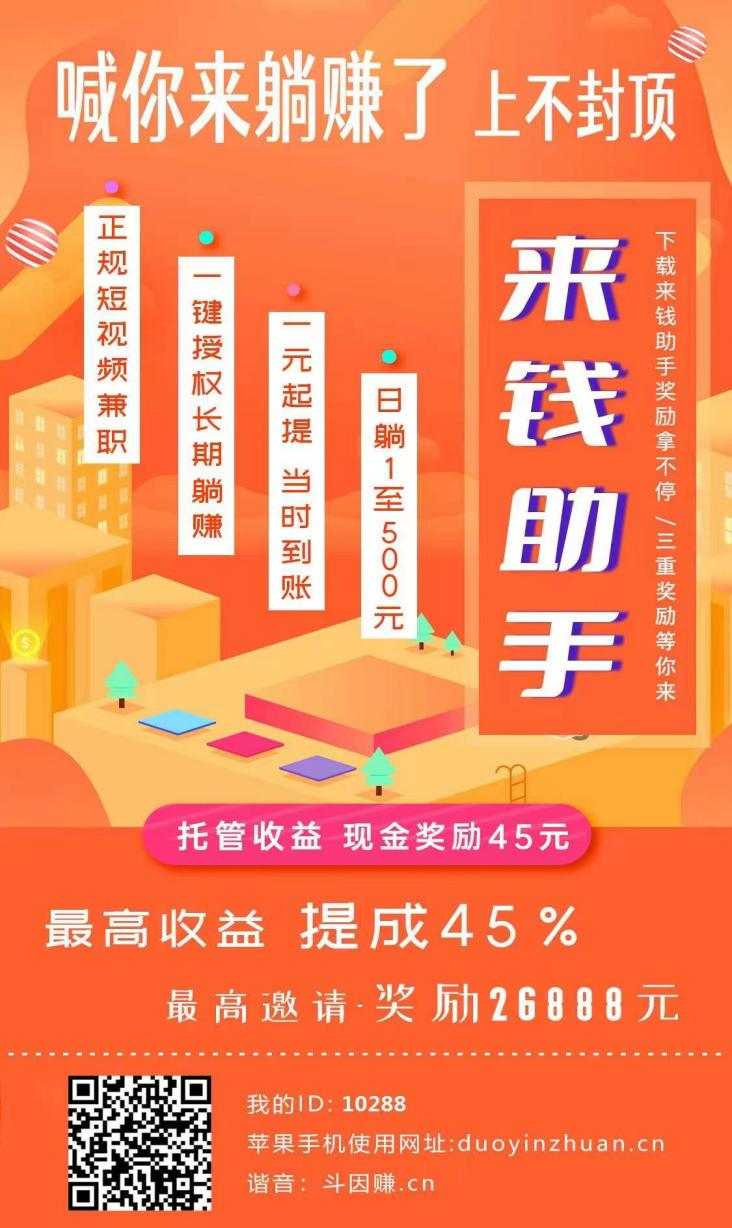 喊你来躺赚了 上不封顶
正规短视频兼职
一键授权长期躺赚
一元起提 当时到账
日躺1至500元
来钱助手
下载来钱助手奖励拿不停／三重奖励等你来
托管收益 现金奖励45元
最高收益 提成45%
最高邀请·奖励26888元
我的ID: 10288
苹果手机使用网址:duoyinzhuan.cn
谐音：斗因赚.cn